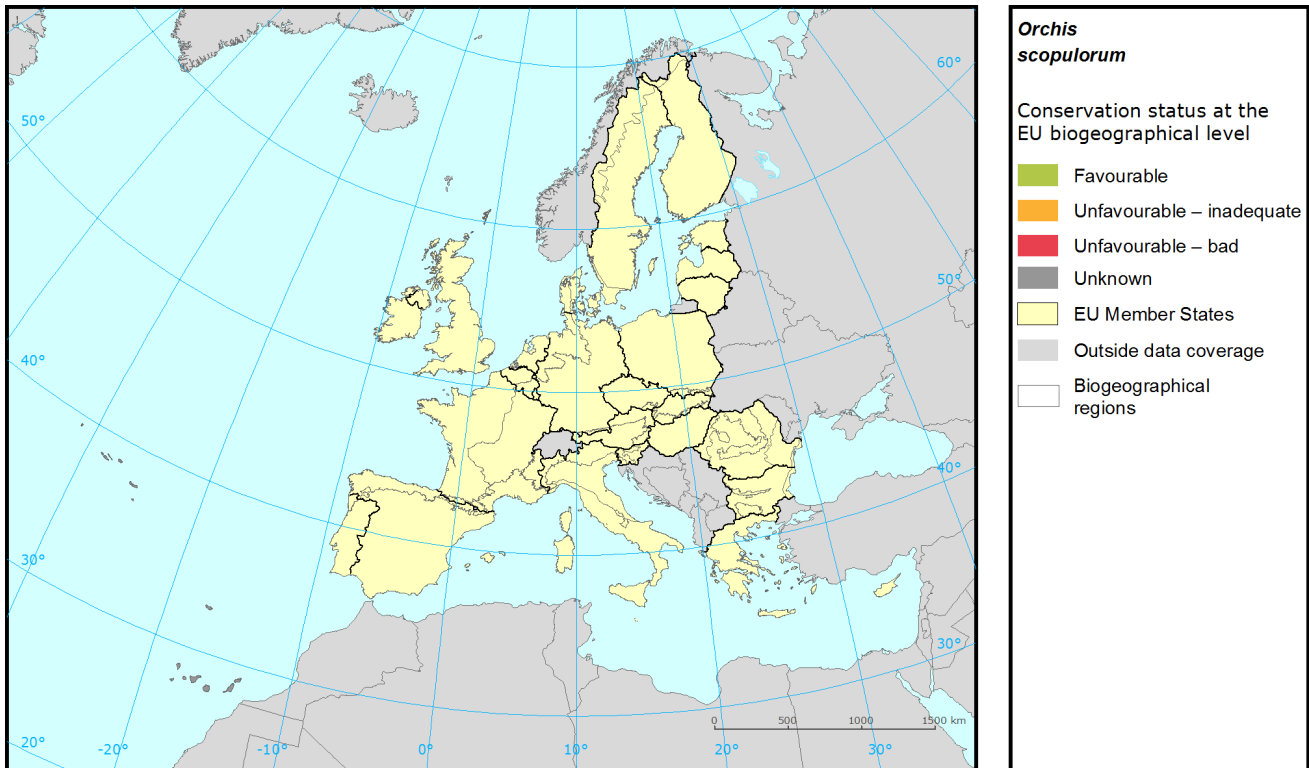 60°
50°
50°
40°
40°
30°
30°
20°
-20°
-10°
0°
10°
20°
30°
0
500
1000
1500 km
Orchis
scopulorum
Conservation status at the
EU biogeographical level
Favourable
Unfavourable – inadequate
Unfavourable – bad
Unknown
EU Member States
Outside data coverage
Biogeographical
regions